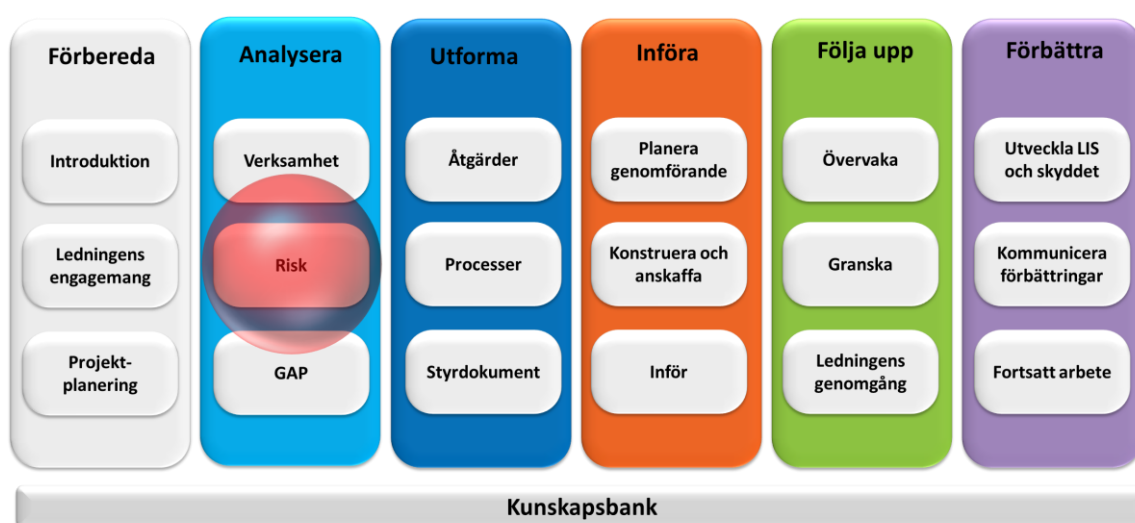 Förbereda
Introduktion
Ledningens
engagemang
Projekt-
planering
Analysera
Verksamhet
Risk
GAP
Utforma
Åtgärder
Processer
Styrdokument
Införa
Planera
genomförande
Konstruera och
anskaffa
Inför
Följa upp
Övervaka
Granska
Ledningens
genomgång
Förbättra
Utveckla LIS
och skyddet
Kommunicera
förbättringar
Fortsatt arbete
Kunskapsbank